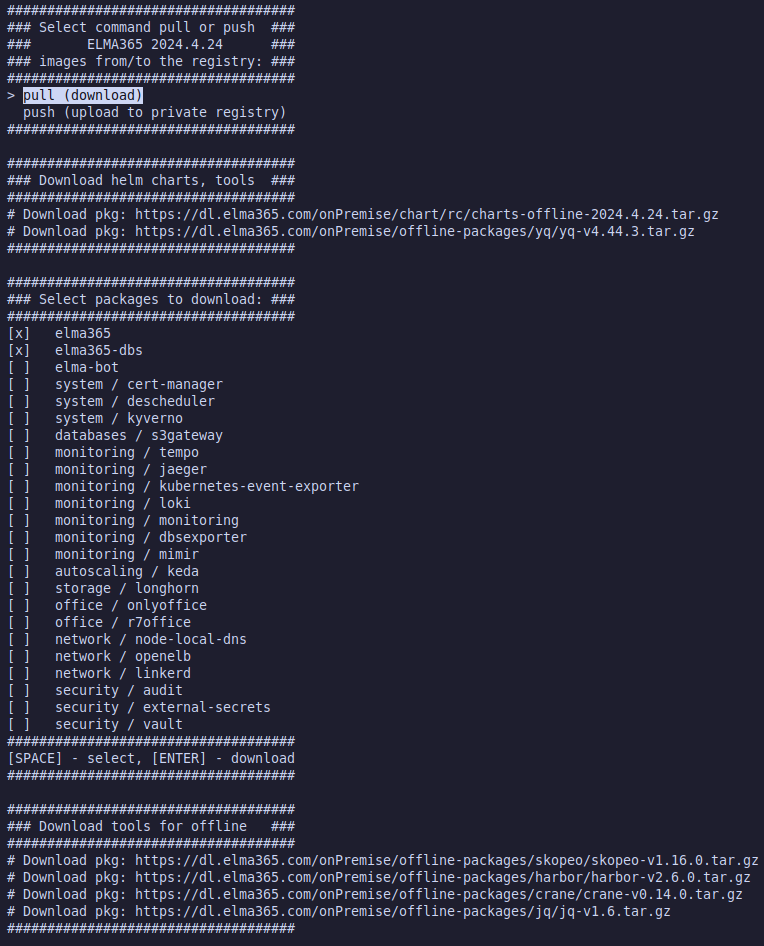 ####################################
### Select command pull or push  ###
###       ELMA365 2024.4.24      ###
### images from/to the registry: ###
####################################
> pull (download)
  push (upload to private registry)
####################################

####################################
### Download helm charts, tools  ###
####################################
# Download pkg: https://dl.elma365.com/onPremise/chart/rc/charts-offline-2024.4.24.tar.gz
# Download pkg: https://dl.elma365.com/onPremise/offline-packages/yq/yq-v4.44.3.tar.gz
####################################

####################################
### Select packages to download: ###
####################################
[x]   elma365
[x]   elma365-dbs
[ ]   elma-bot
[ ]   system / cert-manager
[ ]   system / descheduler
[ ]   system / kyverno
[ ]   databases / s3gateway
[ ]   monitoring / tempo
[ ]   monitoring / jaeger
[ ]   monitoring / kubernetes-event-exporter
[ ]   monitoring / loki
[ ]   monitoring / monitoring
[ ]   monitoring / dbsexporter
[ ]   monitoring / mimir
[ ]   autoscaling / keda
[ ]   storage / longhorn
[ ]   office / onlyoffice
[ ]   office / r7office
[ ]   network / node-local-dns
[ ]   network / openelb
[ ]   network / linkerd
[ ]   security / audit
[ ]   security / external-secrets
[ ]   security / vault
####################################
[SPACE] - select, [ENTER] - download
####################################

####################################
### Download tools for offline   ###
####################################
# Download pkg: https://dl.elma365.com/onPremise/offline-packages/skopeo/skopeo-v1.16.0.tar.gz
# Download pkg: https://dl.elma365.com/onPremise/offline-packages/harbor/harbor-v2.6.0.tar.gz
# Download pkg: https://dl.elma365.com/onPremise/offline-packages/crane/crane-v0.14.0.tar.gz
# Download pkg: https://dl.elma365.com/onPremise/offline-packages/jq/jq-v1.6.tar.gz
####################################